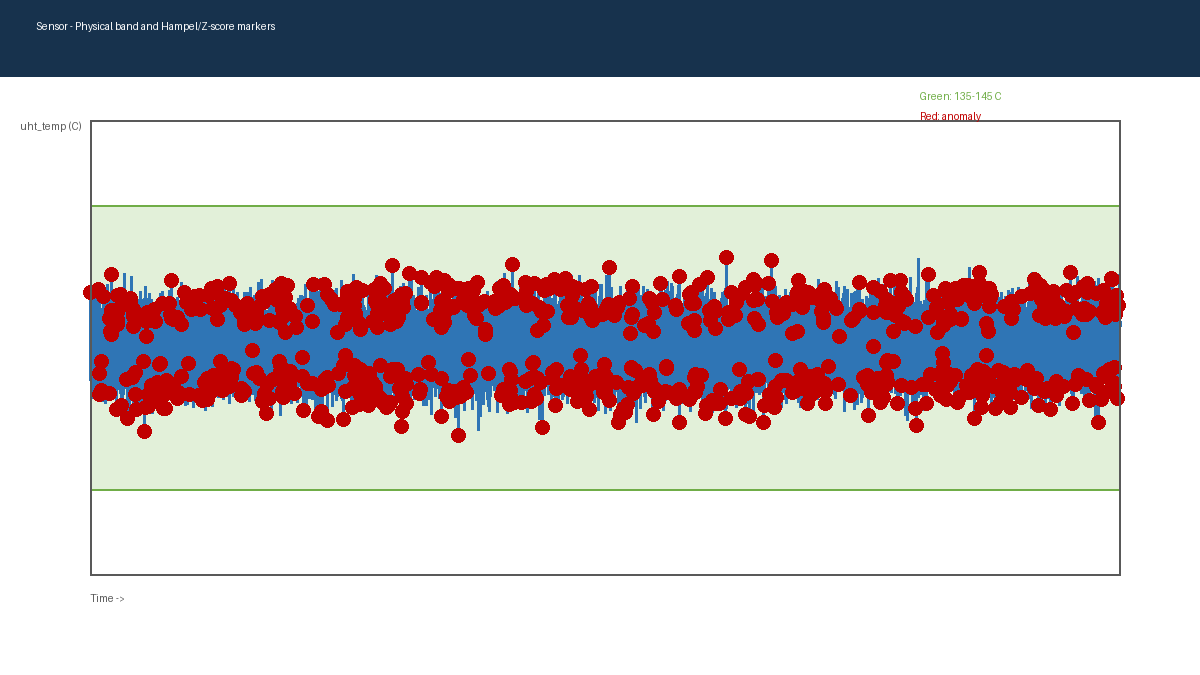 Sensor - Physical band and Hampel/Z-score markers
Green: 135-145 C
Red: anomaly
uht_temp (C)
Time ->